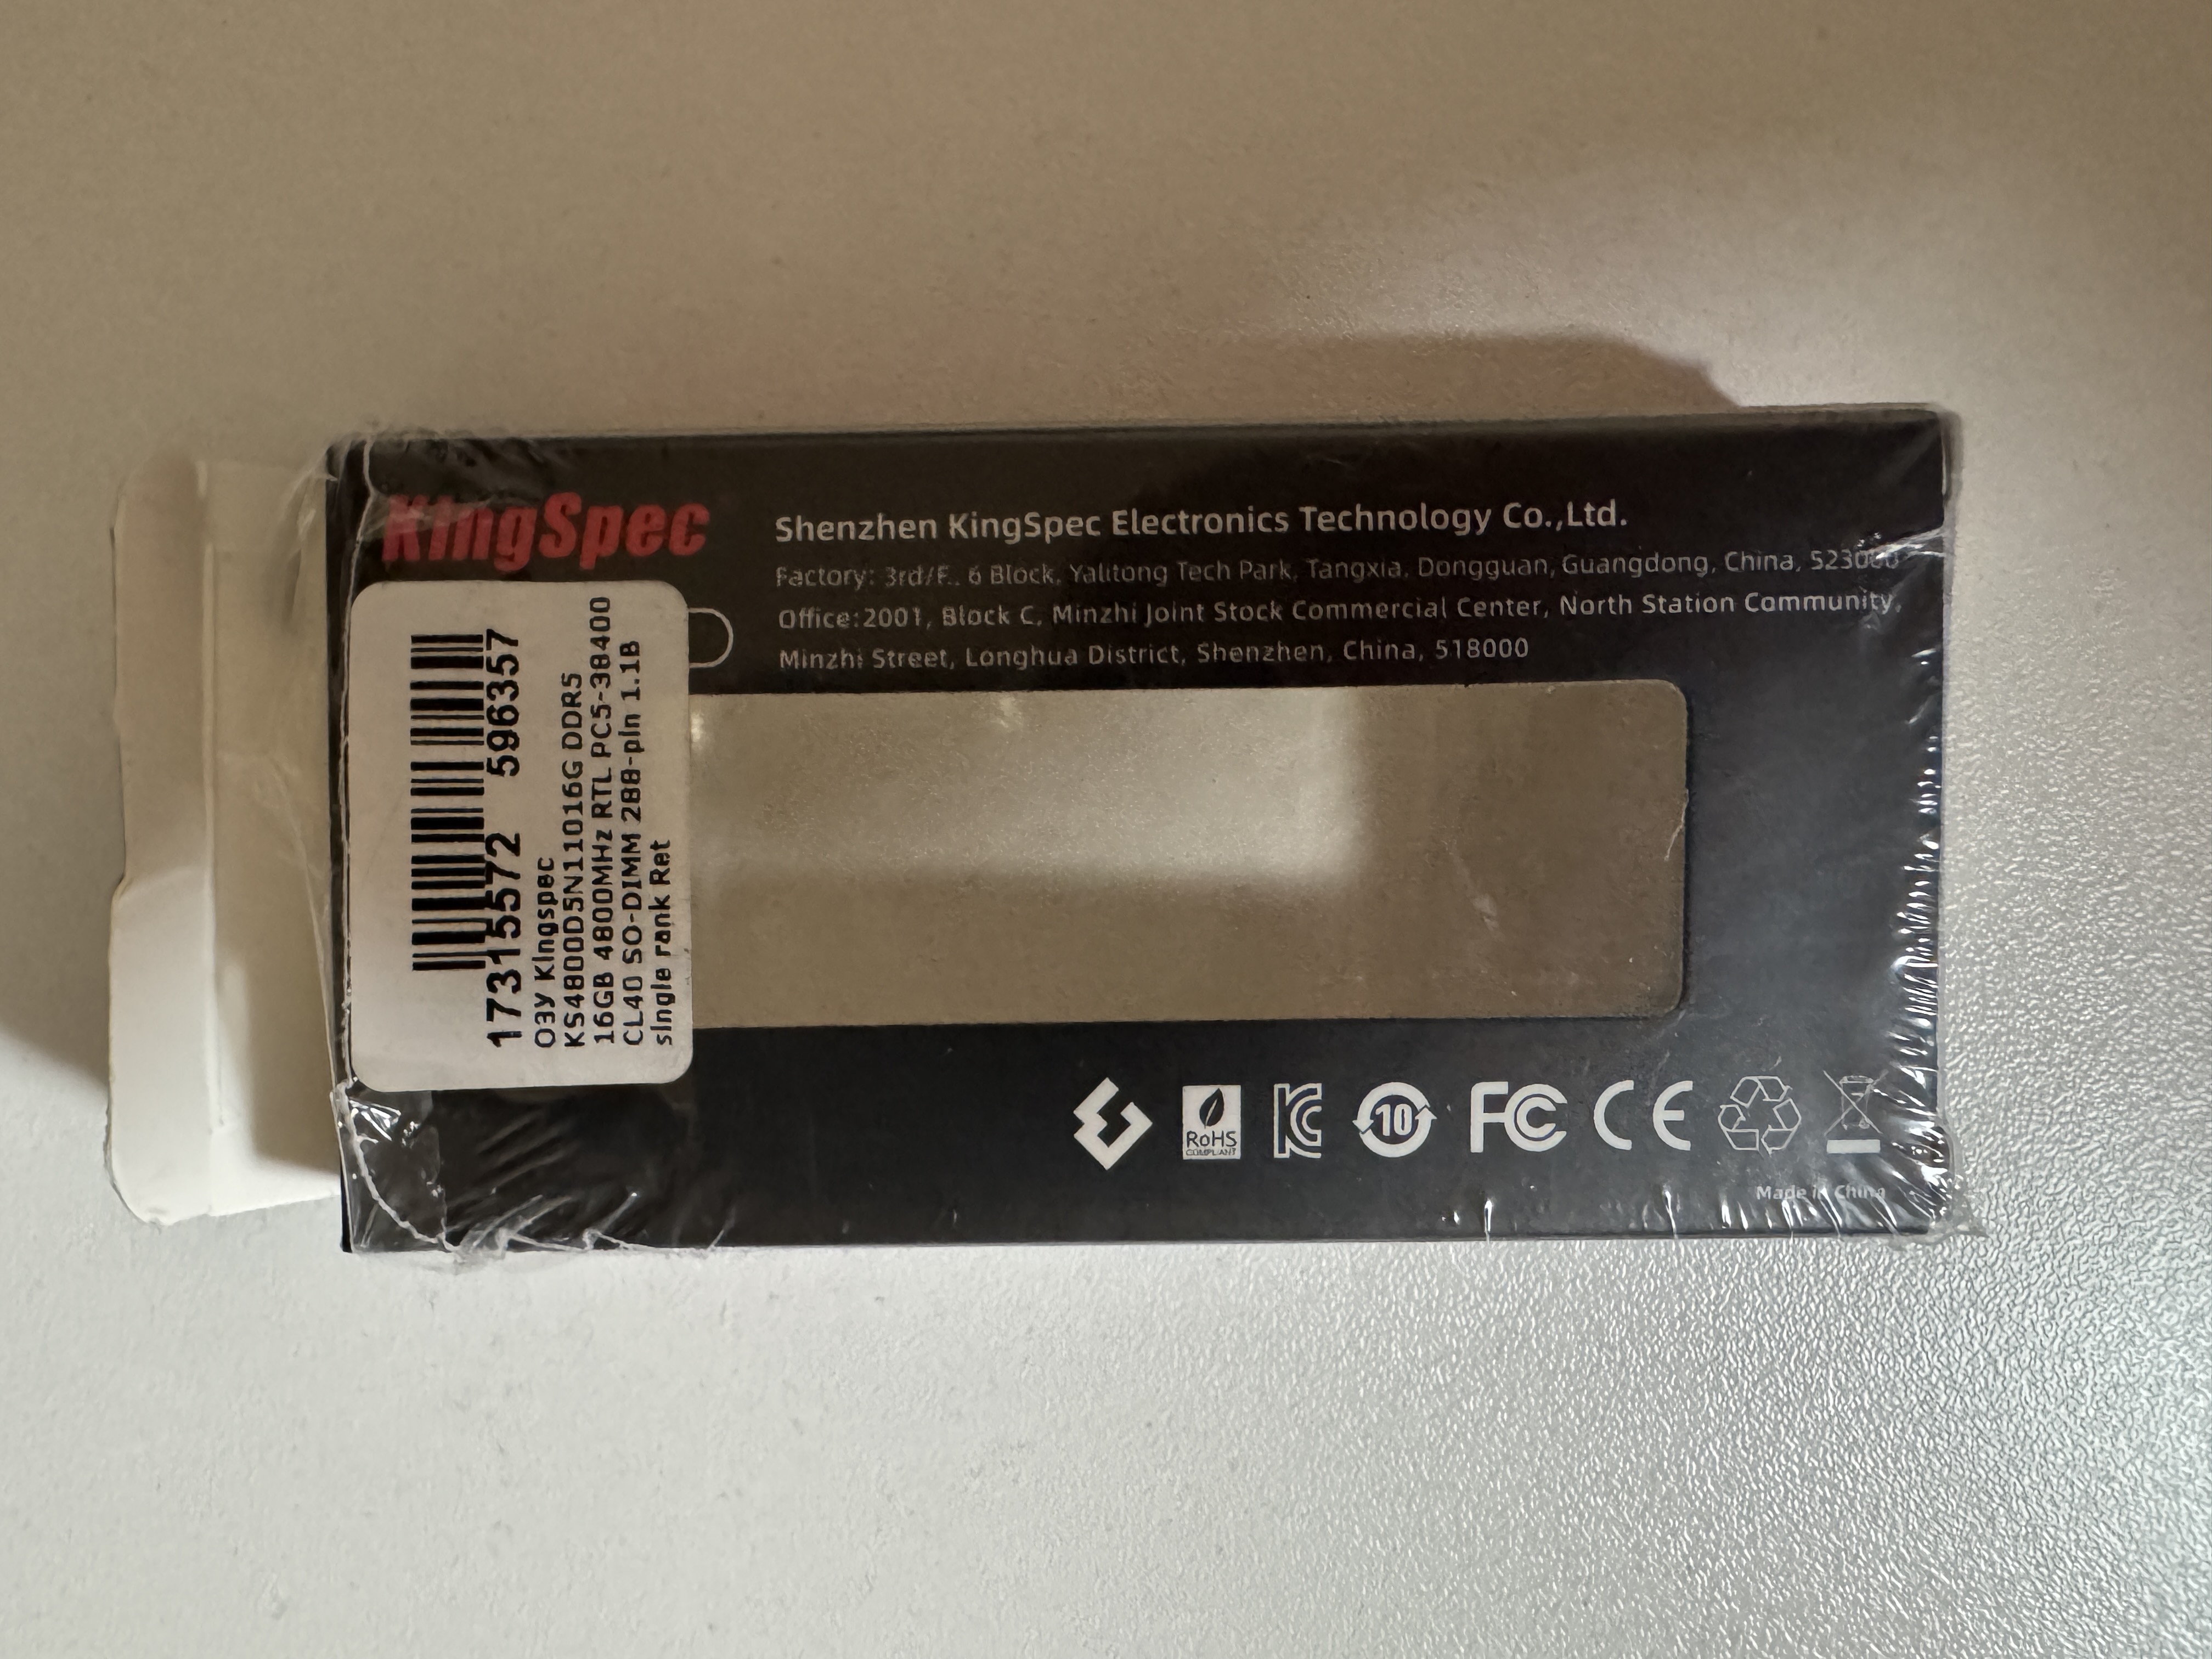 KingSpec
Shenzhen KingSpec Electronics Technology Co.,Ltd.
Factory: 3rd/F., 6 Block, Yalitong Tech Park, Tangxia, Dongguan, Guangdong, China, 523000
Office:2001, Block C, Minzhi Joint Stock Commercial Center, North Station Community,
Minzhi Street, Longhua District, Shenzhen, China, 518000
17315572 596357
ОЗУ Kingspec
KS4800D5N11016G DDR5
16GB 4800MHz RTL PC5-38400
CL40 SO-DIMM 288-pin 1.1В
single rank Ret
RoHS
COMPLIANT
KC
10
FC
CE
Made in China